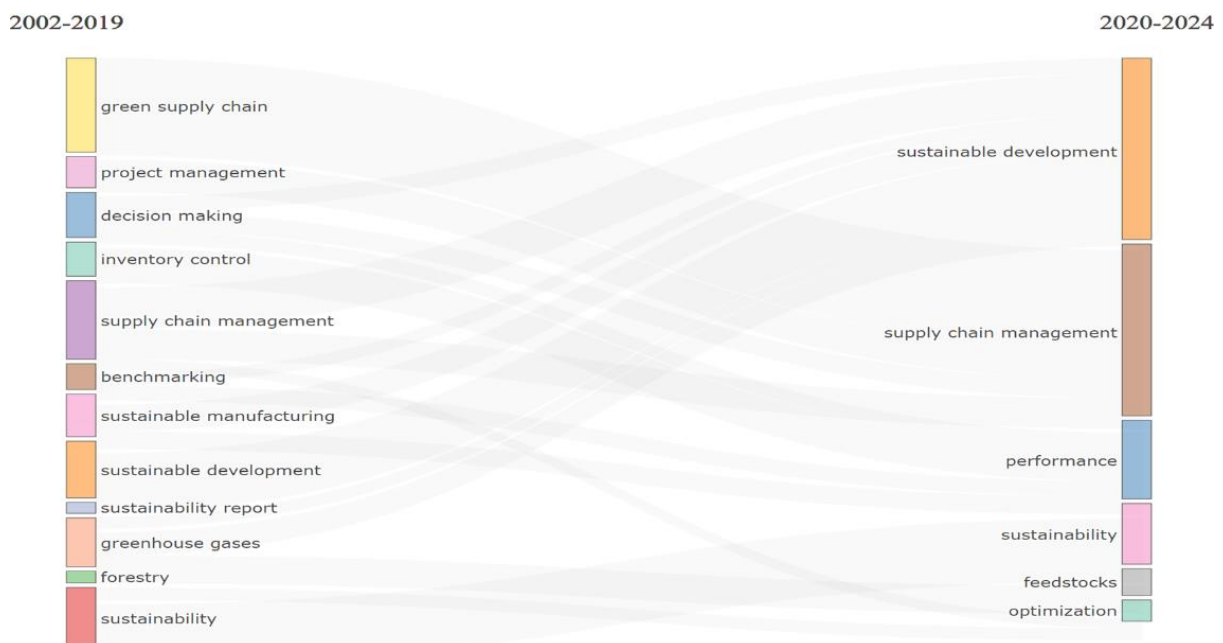 2002-2019
2020-2024
green supply chain
project management
decision making
inventory control
supply chain management
benchmarking
sustainable manufacturing
sustainable development
sustainability report
greenhouse gases
forestry
sustainability
sustainable development
supply chain management
performance
sustainability
feedstocks
optimization